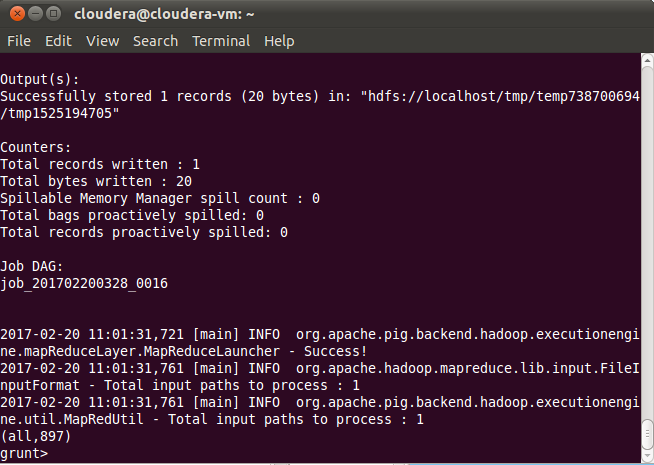 cloudera@cloudera-vm: ~
File Edit View Search Terminal Help
Output(s):
Successfully stored 1 records (20 bytes) in: "hdfs://localhost/tmp/temp738700694
/tmp1525194705"
Counters:
Total records written : 1
Total bytes written : 20
Spillable Memory Manager spill count : 0
Total bags proactively spilled: 0
Total records proactively spilled: 0
Job DAG:
job_201702200328_0016
2017-02-20 11:01:31,721 [main] INFO  org.apache.pig.backend.hadoop.executionengi
ne.mapReduceLayer.MapReduceLauncher - Success!
2017-02-20 11:01:31,761 [main] INFO  org.apache.hadoop.mapreduce.lib.input.FileI
nputFormat - Total input paths to process : 1
2017-02-20 11:01:31,761 [main] INFO  org.apache.pig.backend.hadoop.executionengi
ne.util.MapRedUtil - Total input paths to process : 1
(all,897)
grunt>